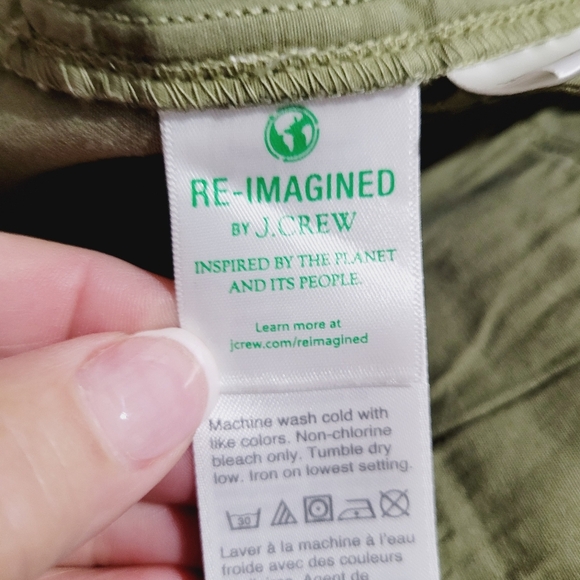 RE-IMAGINED
BY J.CREW
INSPIRED BY THE PLANET
AND ITS PEOPLE.
Learn more at
jcrew.com/reimagined
Machine wash cold with
like colors. Non-chlorine
bleach only. Tumble dry
low. Iron on lowest setting.
30
Laver à la machine à l'eau
froide avec des couleurs
Agent de